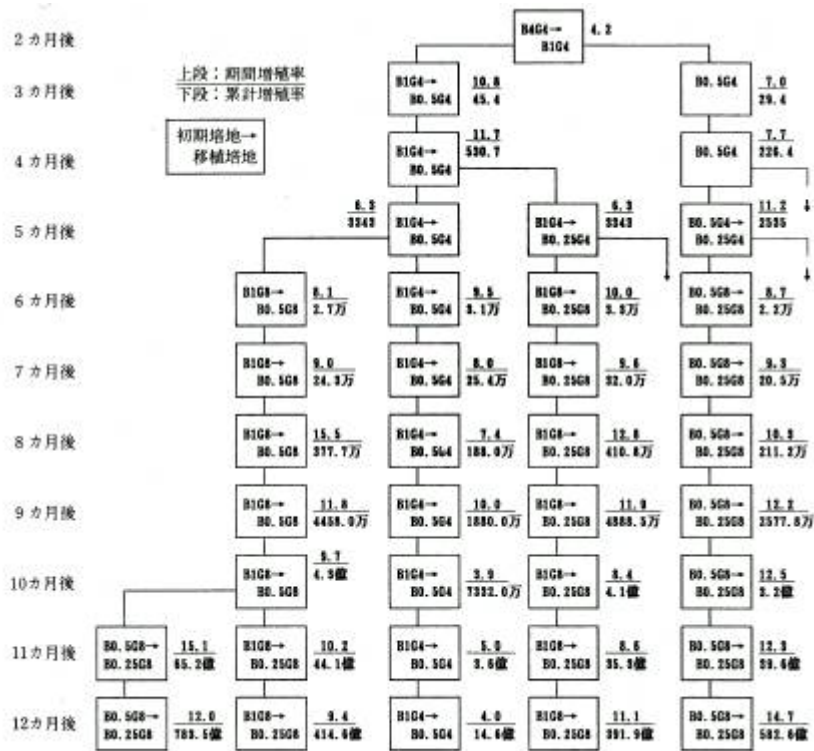 2カ月後
B4G4→
B1G4
4.2
3カ月後
上段：期間増殖率
下段：累計増殖率
B1G4→
B0.5G4
10.8
45.4
B0.5G4
7.0
29.4
4カ月後
初期培地→
移植培地
B1G4→
B0.5G4
11.7
530.7
B0.5G4
7.7
226.4
5カ月後
6.3
3343
B1G4→
B0.5G4
B1G4→
B0.25G4
6.3
3343
B0.5G4→
B0.25G4
11.2
2535
6カ月後
B1G8→
B0.5G8
8.1
2.7万
B1G4→
B0.5G4
9.5
3.1万
B1G8→
B0.25G8
10.0
3.3万
B0.5G8→
B0.25G8
8.7
2.2万
7カ月後
B1G8→
B0.5G8
9.0
24.3万
B1G4→
B0.5G4
8.0
25.4万
B1G8→
B0.25G8
9.6
32.0万
B0.5G8→
B0.25G8
9.3
20.5万
8カ月後
B1G8→
B0.5G8
15.5
377.7万
B1G4→
B0.5G4
7.4
188.0万
B1G8→
B0.25G8
12.8
410.8万
B0.5G8→
B0.25G8
10.3
211.2万
9カ月後
B1G8→
B0.5G8
11.8
4458.0万
B1G4→
B0.5G4
10.0
1880.0万
B1G8→
B0.25G8
11.9
4888.5万
B0.5G8→
B0.25G8
12.2
2577.8万
10カ月後
B1G8→
B0.5G8
9.7
4.3億
B1G4→
B0.5G4
3.9
7332.0万
B1G8→
B0.25G8
8.4
4.1億
B0.5G8→
B0.25G8
12.5
3.2億
11カ月後
B0.5G8→
B0.25G8
15.1
65.2億
B1G8→
B0.25G8
10.2
44.1億
B1G4→
B0.5G4
5.0
3.6億
B1G8→
B0.25G8
8.6
35.3億
B0.5G8→
B0.25G8
12.3
39.6億
12カ月後
B0.5G8→
B0.25G8
12.0
783.5億
B1G8→
B0.25G8
9.4
414.6億
B1G4→
B0.5G4
4.0
14.6億
B1G8→
B0.25G8
11.1
391.9億
B0.5G8→
B0.25G8
14.7
582.6億